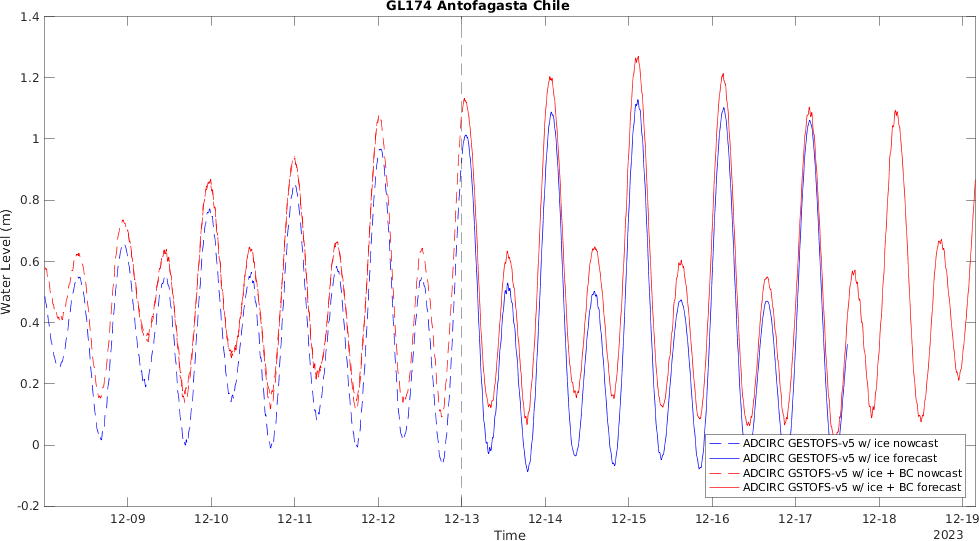 GL174 Antofagasta Chile
1.4
1.2
1
0.8
0.6
0.4
0.2
0
-0.2
Water Level (m)
12-09 12-10 12-11 12-12 12-13 12-14 12-15 12-16 12-17 12-18 12-19
Time
2023
ADCIRC GESTOFS-v5 w/ ice nowcast
ADCIRC GESTOFS-v5 w/ ice forecast
ADCIRC GSTOFS-v5 w/ ice + BC nowcast
ADCIRC GSTOFS-v5 w/ ice + BC forecast